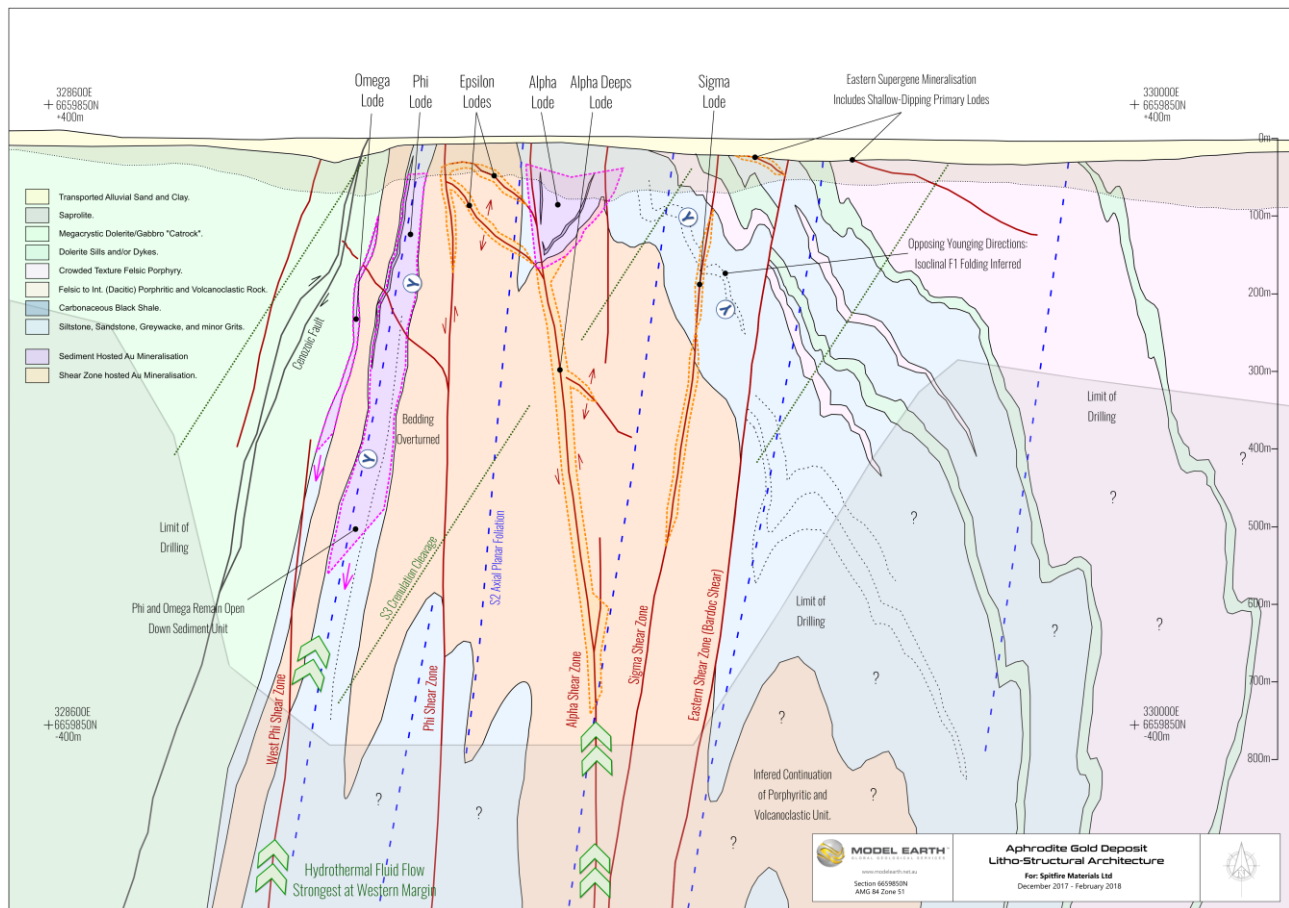 Omega
Lode
Phi
Lode
Epsilon
Lodes
Alpha
Lode
Alpha Deeps
Lode
Sigma
Lode
Eastern Supergene Mineralisation
Includes Shallow-Dipping Primary Lodes
328600E
6659850N
+400m
330000E
6659850N
+400m
0m
100m
200m
300m
400m
500m
600m
700m
800m
Transported Alluvial Sand and Clay.
Saprolite.
Megacrystic Dolerite/Gabbro "Catrock".
Dolerite Sills and/or Dykes.
Crowded Texture Felsic Porphyry.
Felsic to Int. (Dacitic) Porphritic and Volcanoclastic Rock.
Carbonaceous Black Shale.
Siltstone, Sandstone, Greywacke, and minor Grits.
Sediment Hosted Au Mineralisation
Shear Zone hosted Au Mineralisation.
Cenozoic Fault
Y
Y
Y
Y
Opposing Younging Directions:
Isoclinal F1 Folding Inferred
Bedding
Overturned
Limit of
Drilling
Limit of
Drilling
Limit of
Drilling
Phi and Omega Remain Open
Down Sediment Unit
S3 Crenulation Cleavage
S2 Axial Planar Foliation
West Phi Shear Zone
Phi Shear Zone
Alpha Shear Zone
Sigma Shear Zone
Eastern Shear Zone (Bardoc Shear)
?
?
?
?
?
?
?
?
?
?
?
328600E
6659850N
-400m
330000E
6659850N
-400m
Infered Continuation
of Porphyritic and
Volcanoclastic Unit.
Hydrothermal Fluid Flow
Strongest at Western Margin
MODEL EARTH™
GLOBAL GEOLOGICAL SERVICES
www.modelearth.net.au
Section 6659850N
AMG 84 Zone 51
Aphrodite Gold Deposit
Litho-Structural Architecture
For: Spitfire Materials Ltd
December 2017 - February 2018